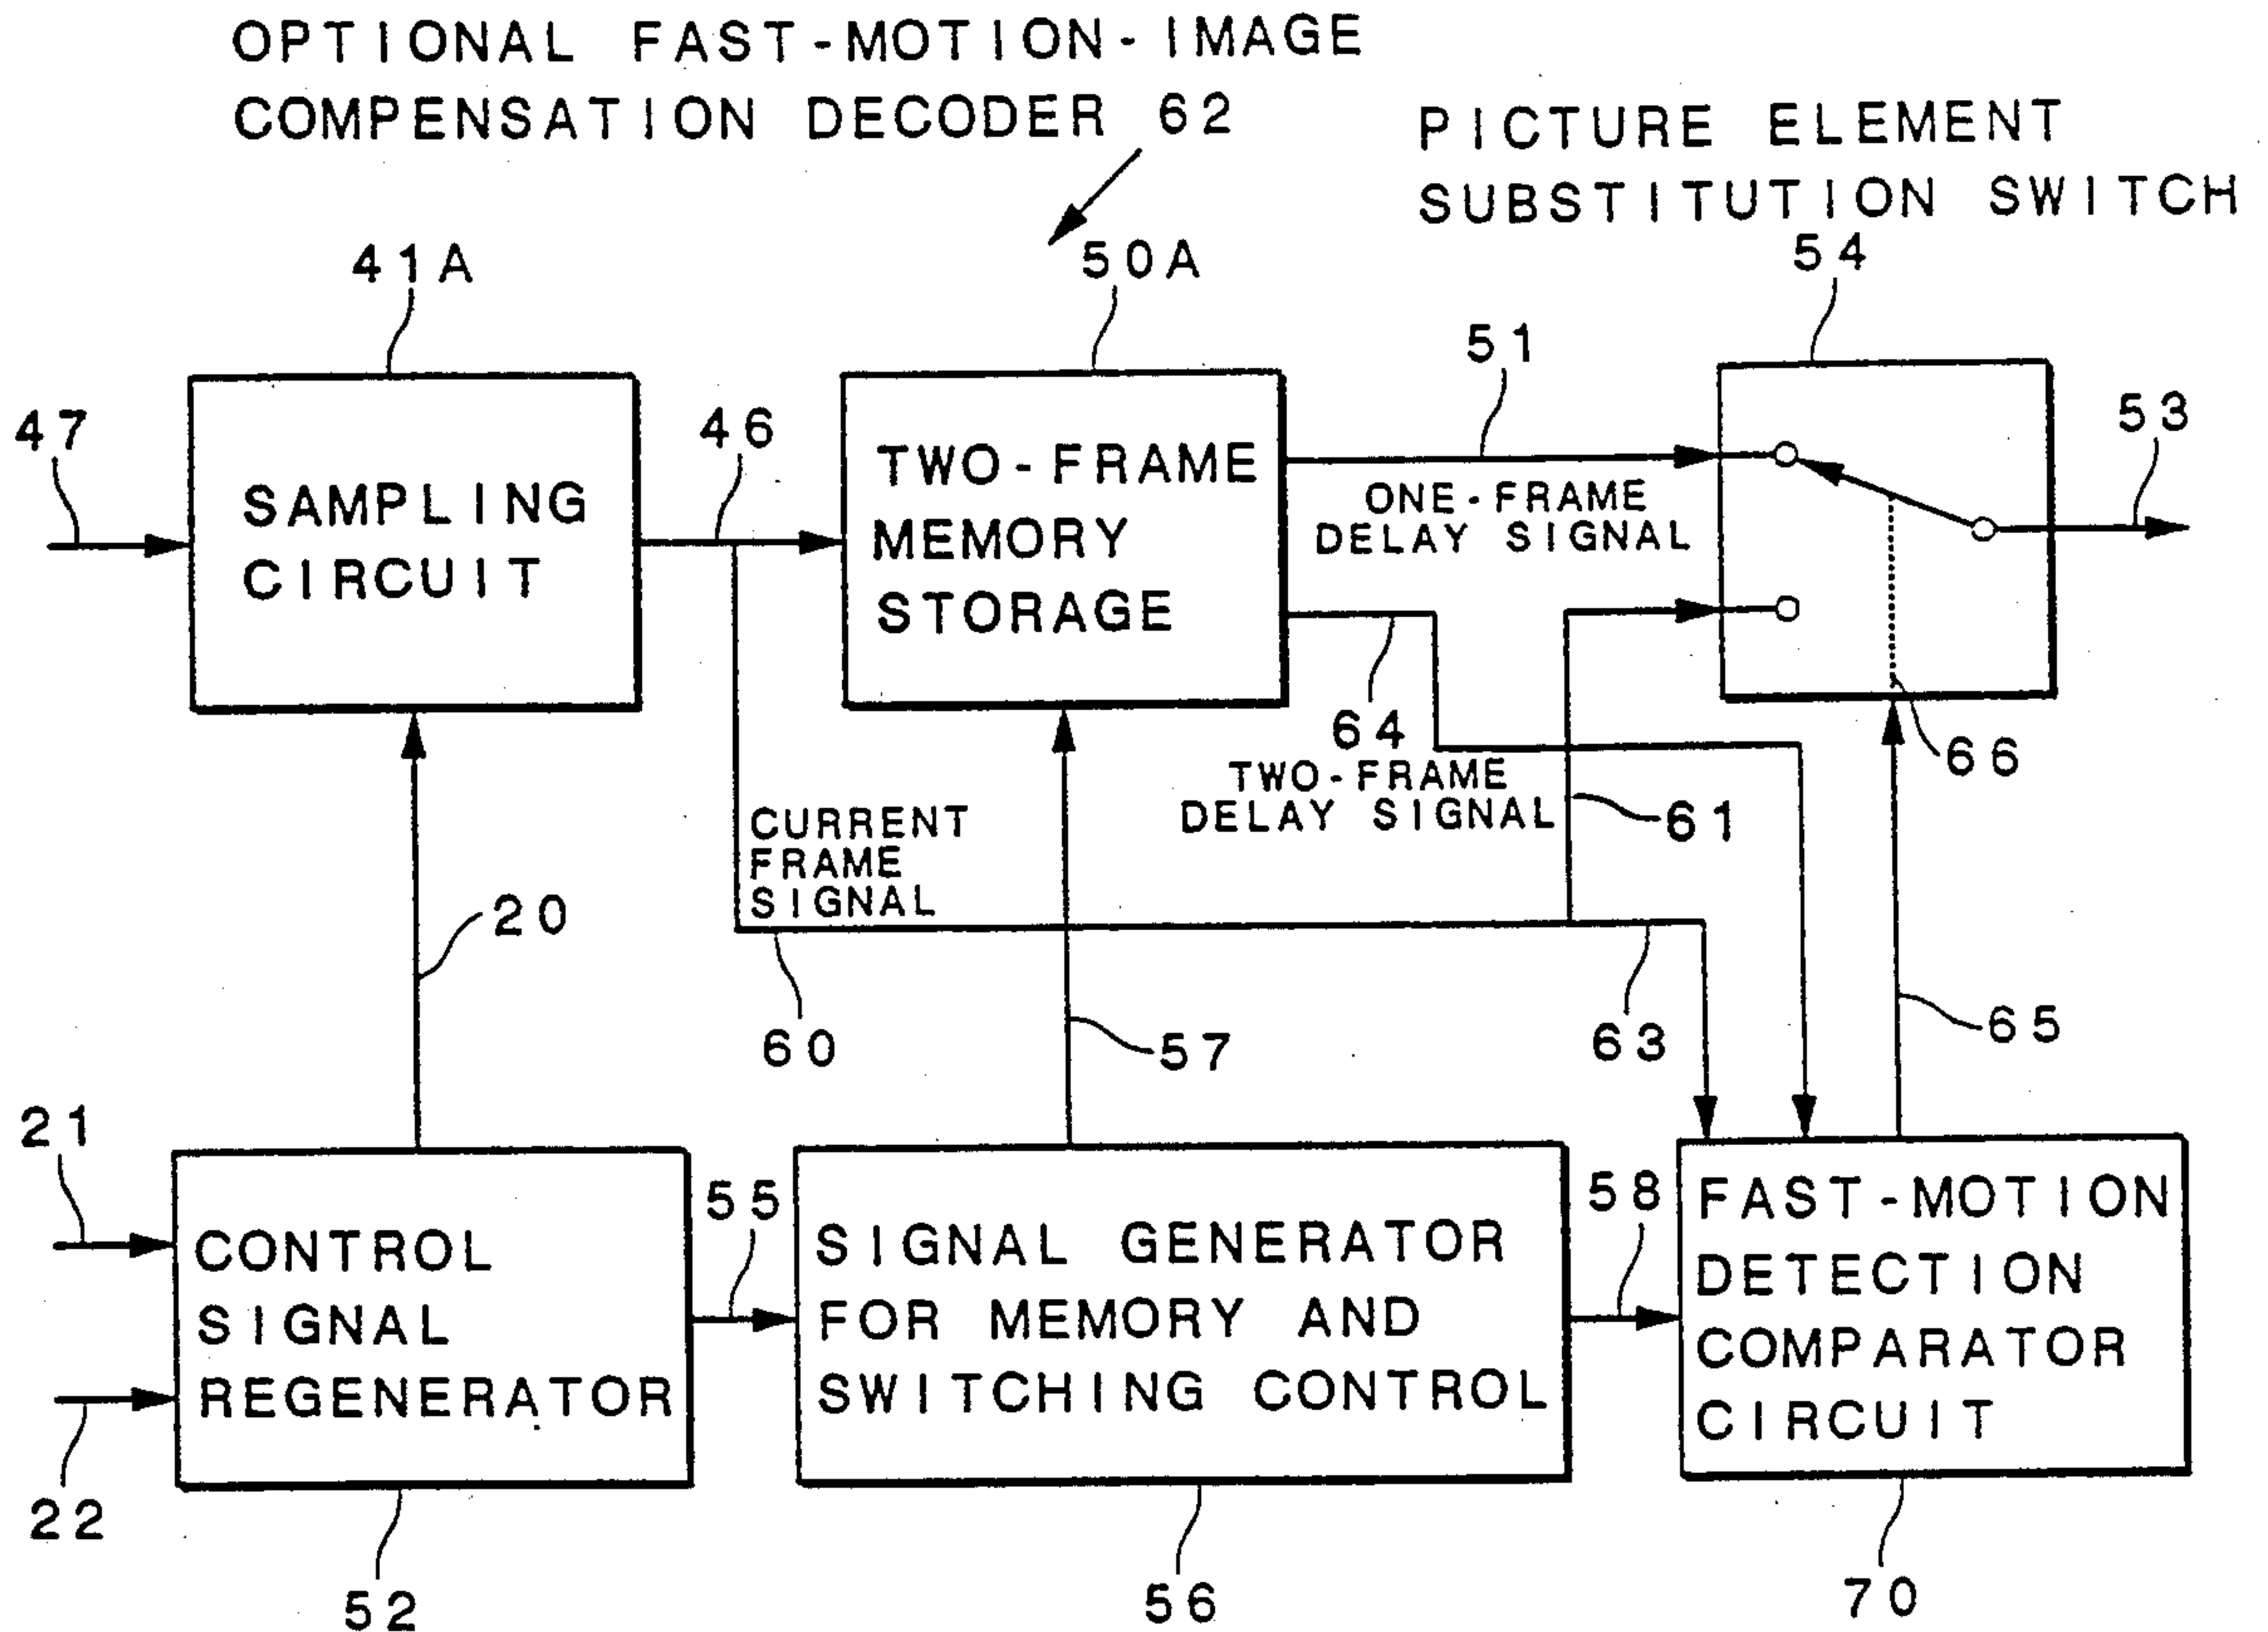 OPTIONAL FAST-MOTION-IMAGE
COMPENSATION DECODER 62
PICTURE ELEMENT
SUBSTITUTION SWITCH
54
41A
50A
51
47
46
53
SAMPLING
CIRCUIT
TWO-FRAME
MEMORY
STORAGE
ONE-FRAME
DELAY SIGNAL
64
TWO-FRAME
DELAY SIGNAL
66
61
CURRENT
FRAME
SIGNAL
20
60
57
63
65
21
22
CONTROL
SIGNAL
REGENERATOR
55
SIGNAL GENERATOR
FOR MEMORY AND
SWITCHING CONTROL
58
FAST-MOTION
DETECTION
COMPARATOR
CIRCUIT
52
56
70